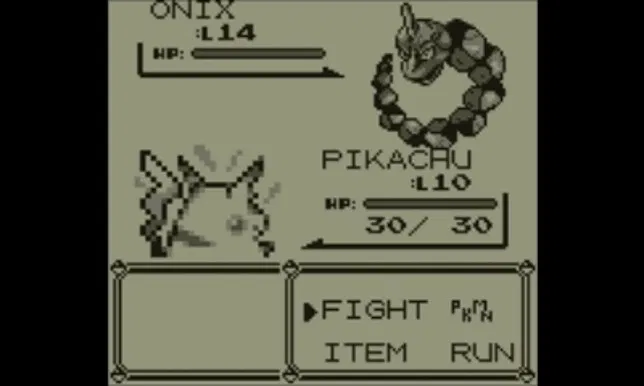 ONIX
:L14
HP:
PIKACHU
:L10
HP:
30/ 30
▶FIGHT PKMN
ITEM RUN